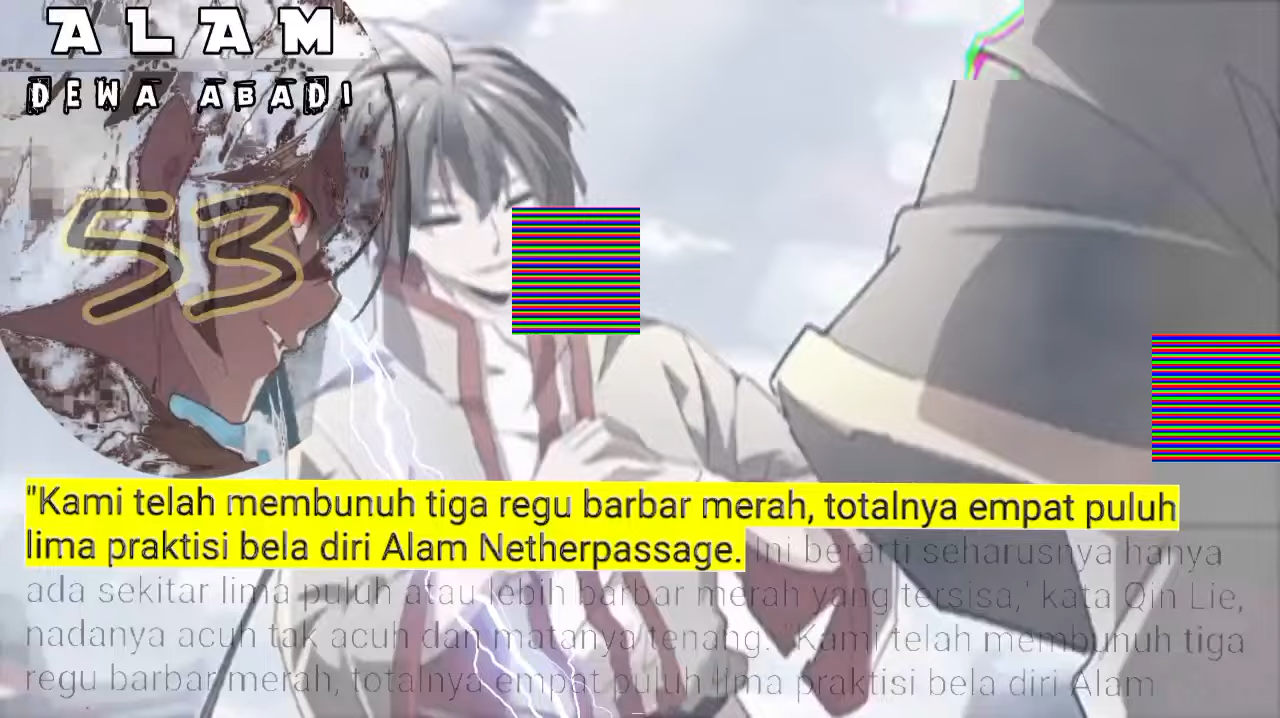 ALAM
DEWA ABADI
53
"Kami telah membunuh tiga regu barbar merah, totalnya empat puluh
lima praktisi bela diri Alam Netherpassage. Ini berarti seharusnya hanya
ada sekitar lima puluh atau lebih barbar merah yang tersisa,' kata Qin Lie,
nadanya acuh tak acuh dan matanya tenang. "Kami telah membunuh tiga
regu barbar merah, totalnya empat puluh lima praktisi bela diri Alam